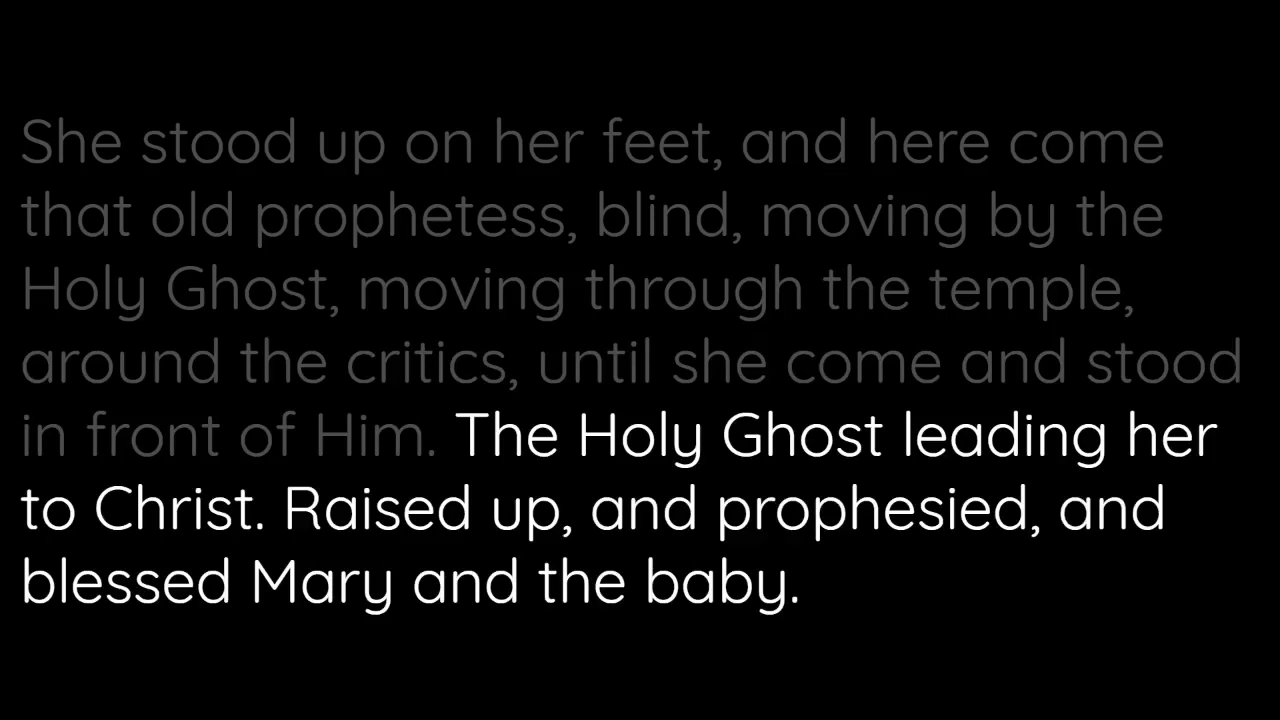 She stood up on her feet, and here come
that old prophetess, blind, moving by the
Holy Ghost, moving through the temple,
around the critics, until she come and stood
in front of Him. The Holy Ghost leading her
to Christ. Raised up, and prophesied, and
blessed Mary and the baby.